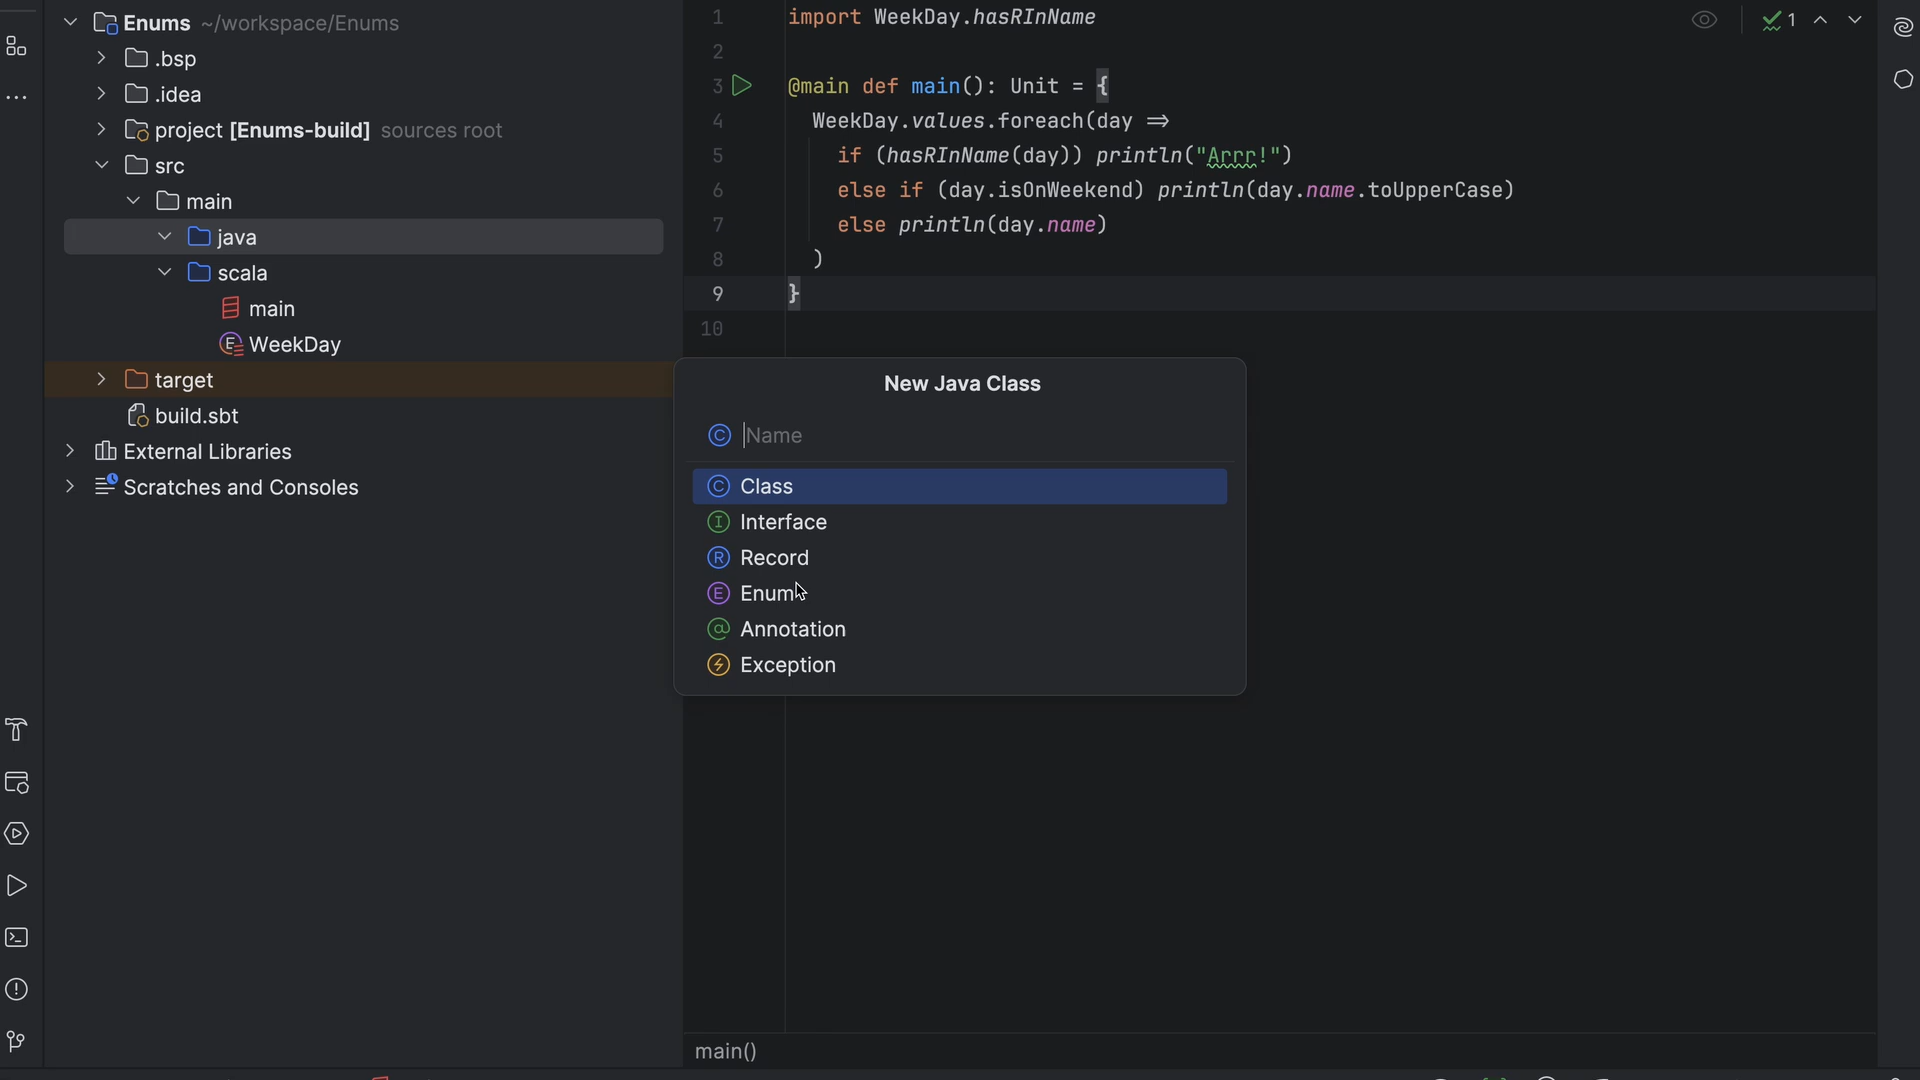 Enums ~/workspace/Enums
.bsp
.idea
project [Enums-build] sources root
src
main
java
scala
main
WeekDay
target
build.sbt
External Libraries
Scratches and Consoles
1 import WeekDay.hasRInName
2
3 @main def main(): Unit = {
4 WeekDay.values.foreach(day =>
5 if (hasRInName(day)) println("Arrr!")
6 else if (day.isOnWeekend) println(day.name.toUpperCase)
7 else println(day.name)
8 )
9 }
10
1
New Java Class
Name
Class
Interface
Record
Enum
Annotation
Exception
main()